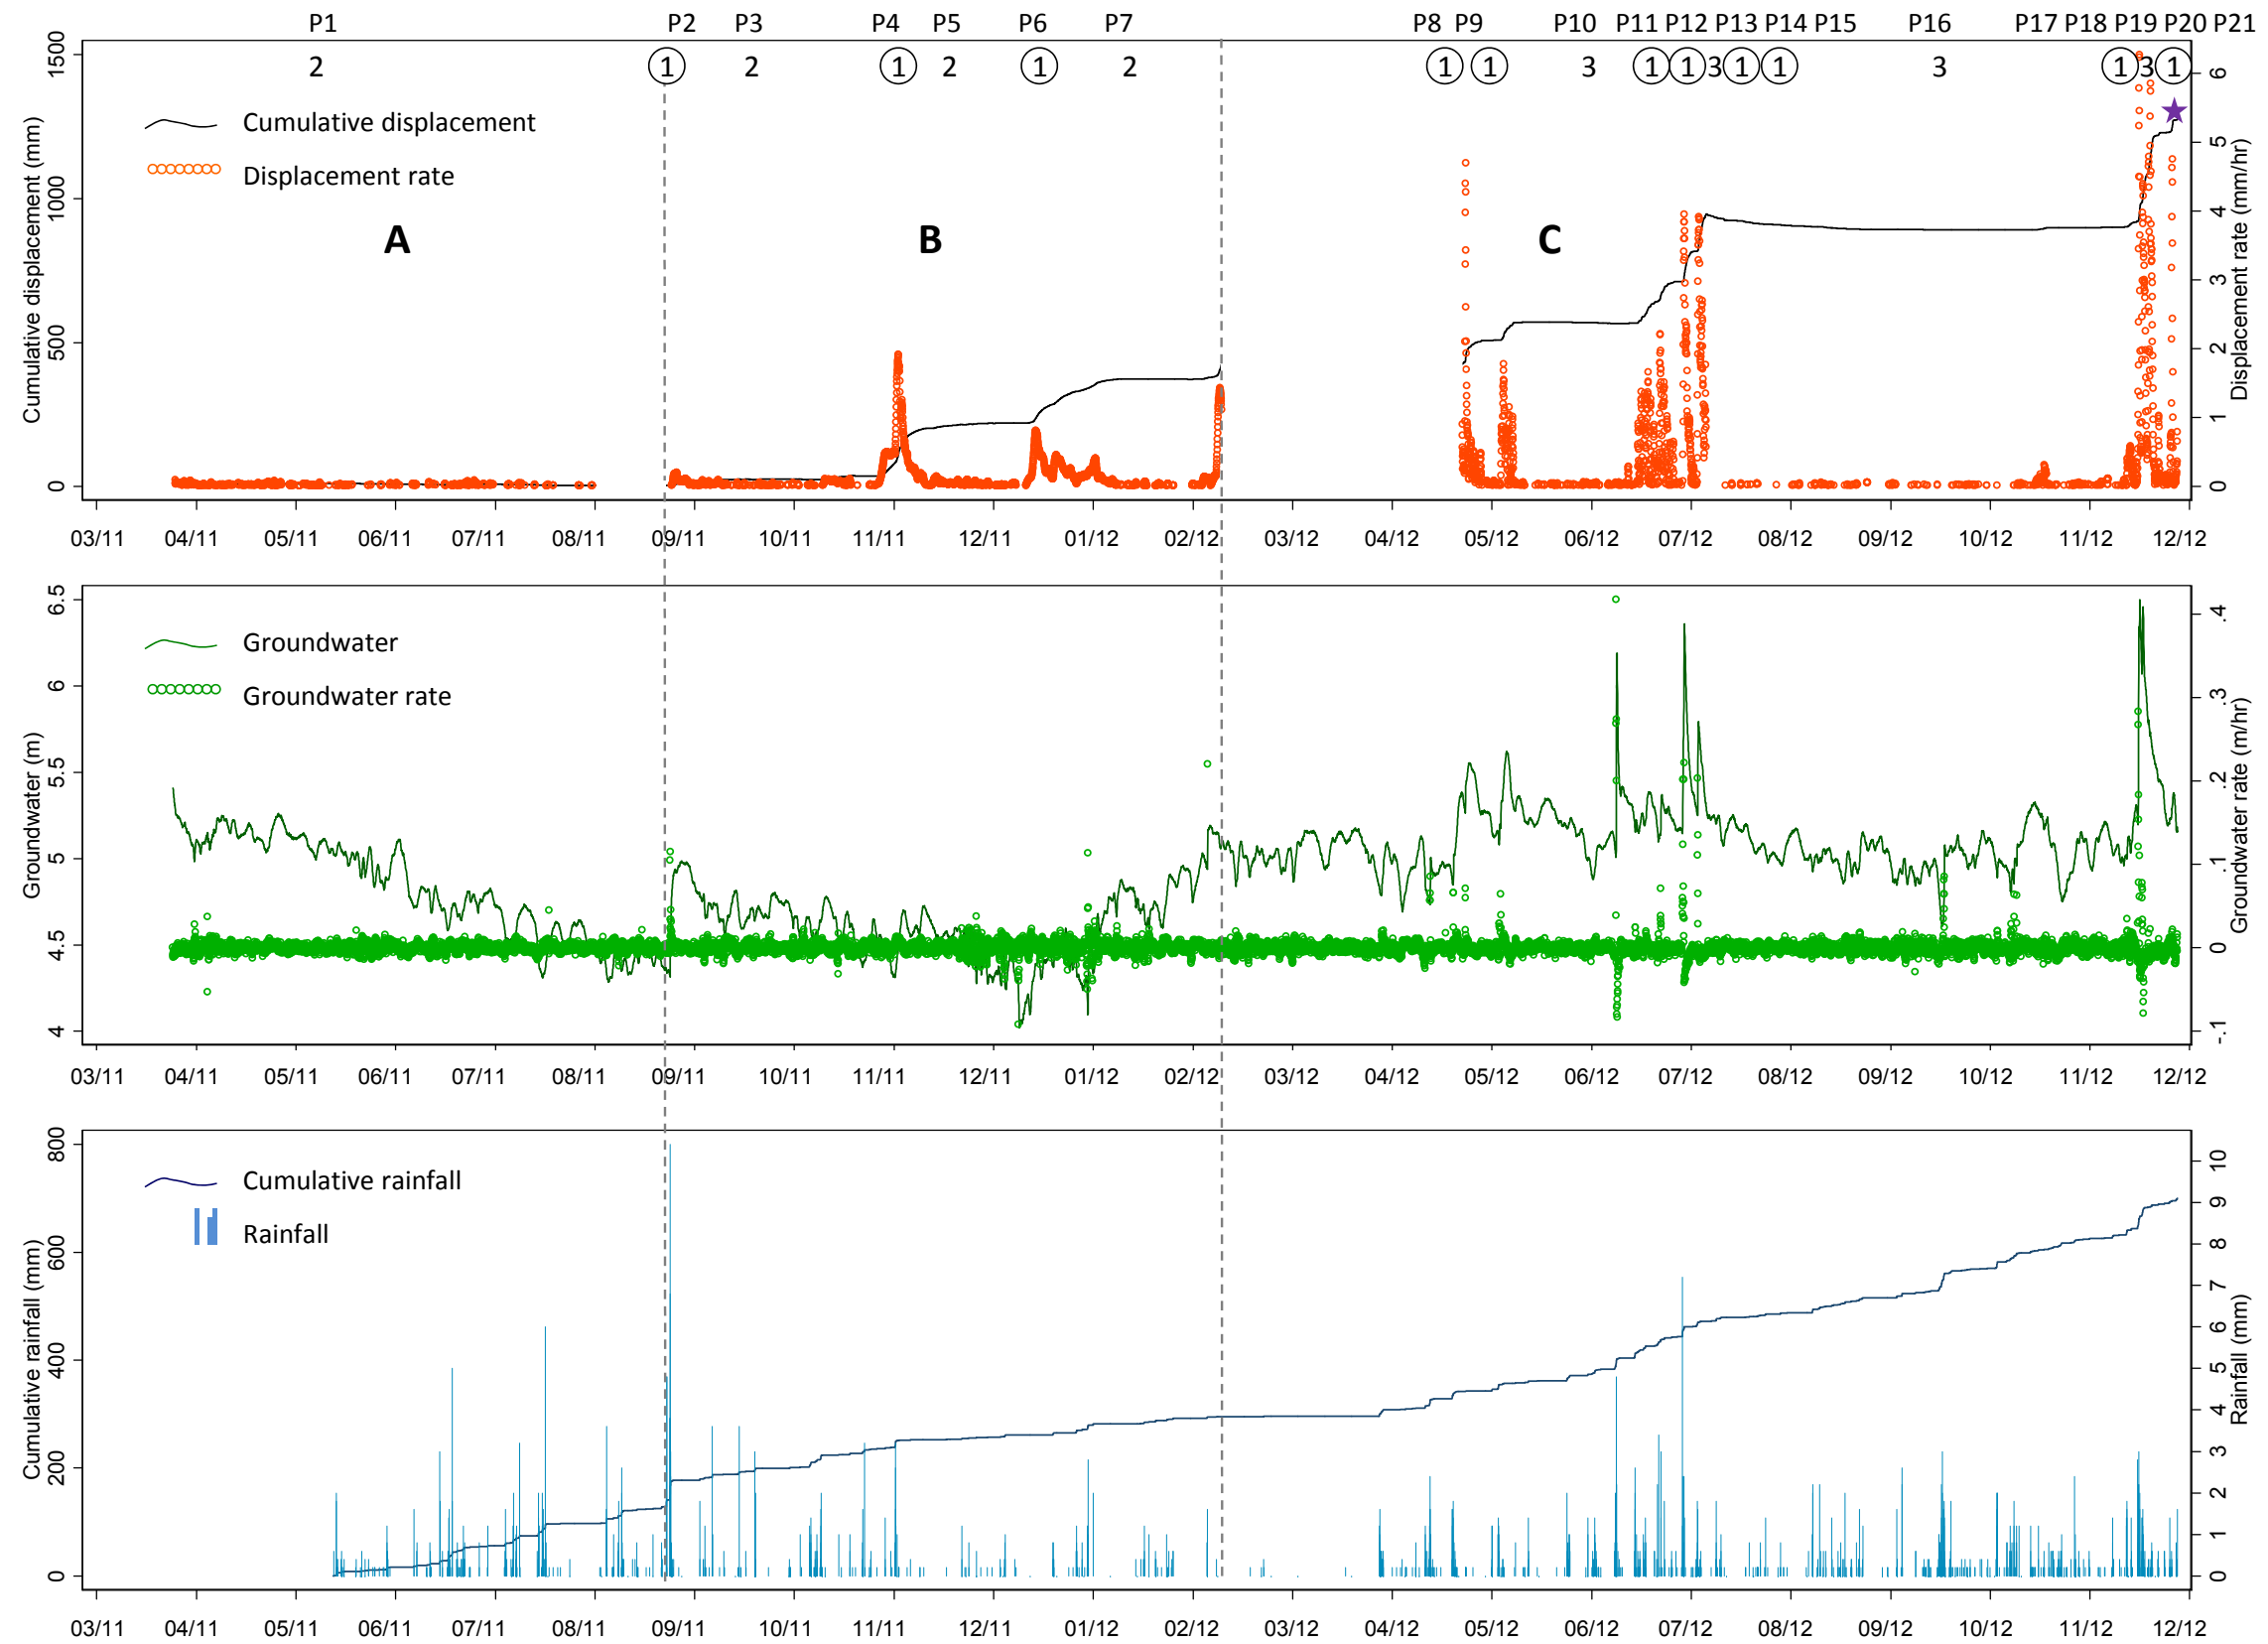 P1 P2 P3 P4 P5 P6 P7 P8 P9 P10 P11 P12 P13 P14 P15 P16 P17 P18 P19 P20 P21
2 1 2 1 2 1 2 1 1 3 1 1 3 1 1 3 1 3 1
Cumulative displacement
Displacement rate
A B C
Cumulative displacement (mm)
0 500 1000 1500
Displacement rate (mm/hr)
0 1 2 3 4 5 6
03/11 04/11 05/11 06/11 07/11 08/11 09/11 10/11 11/11 12/11 01/12 02/12 03/12 04/12 05/12 06/12 07/12 08/12 09/12 10/12 11/12 12/12
Groundwater
Groundwater rate
Groundwater (m)
4 4.5 5 5.5 6 6.5
Groundwater rate (m/hr)
-.1 0 .1 .2 .3 .4
03/11 04/11 05/11 06/11 07/11 08/11 09/11 10/11 11/11 12/11 01/12 02/12 03/12 04/12 05/12 06/12 07/12 08/12 09/12 10/12 11/12 12/12
Cumulative rainfall
Rainfall
Cumulative rainfall (mm)
0 200 400 600 800
Rainfall (mm)
0 1 2 3 4 5 6 7 8 9 10
03/11 04/11 05/11 06/11 07/11 08/11 09/11 10/11 11/11 12/11 01/12 02/12 03/12 04/12 05/12 06/12 07/12 08/12 09/12 10/12 11/12 12/12